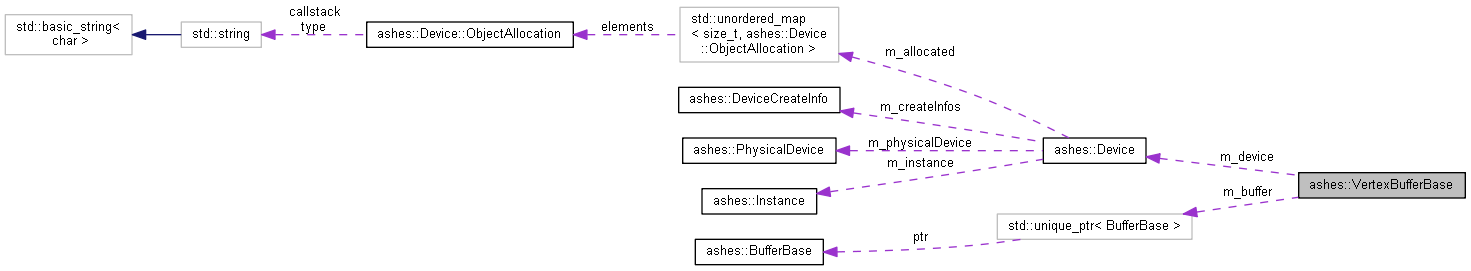 std::basic_string<
char >
std::string
callstack
type
ashes::Device::ObjectAllocation
elements
std::unordered_map
< size_t, ashes::Device
::ObjectAllocation >
m_allocated
ashes::DeviceCreateInfo
m_createInfos
ashes::PhysicalDevice
m_physicalDevice
ashes::Device
m_device
m_instance
ashes::Instance
ashes::VertexBufferBase
m_buffer
std::unique_ptr< BufferBase >
ptr
ashes::BufferBase